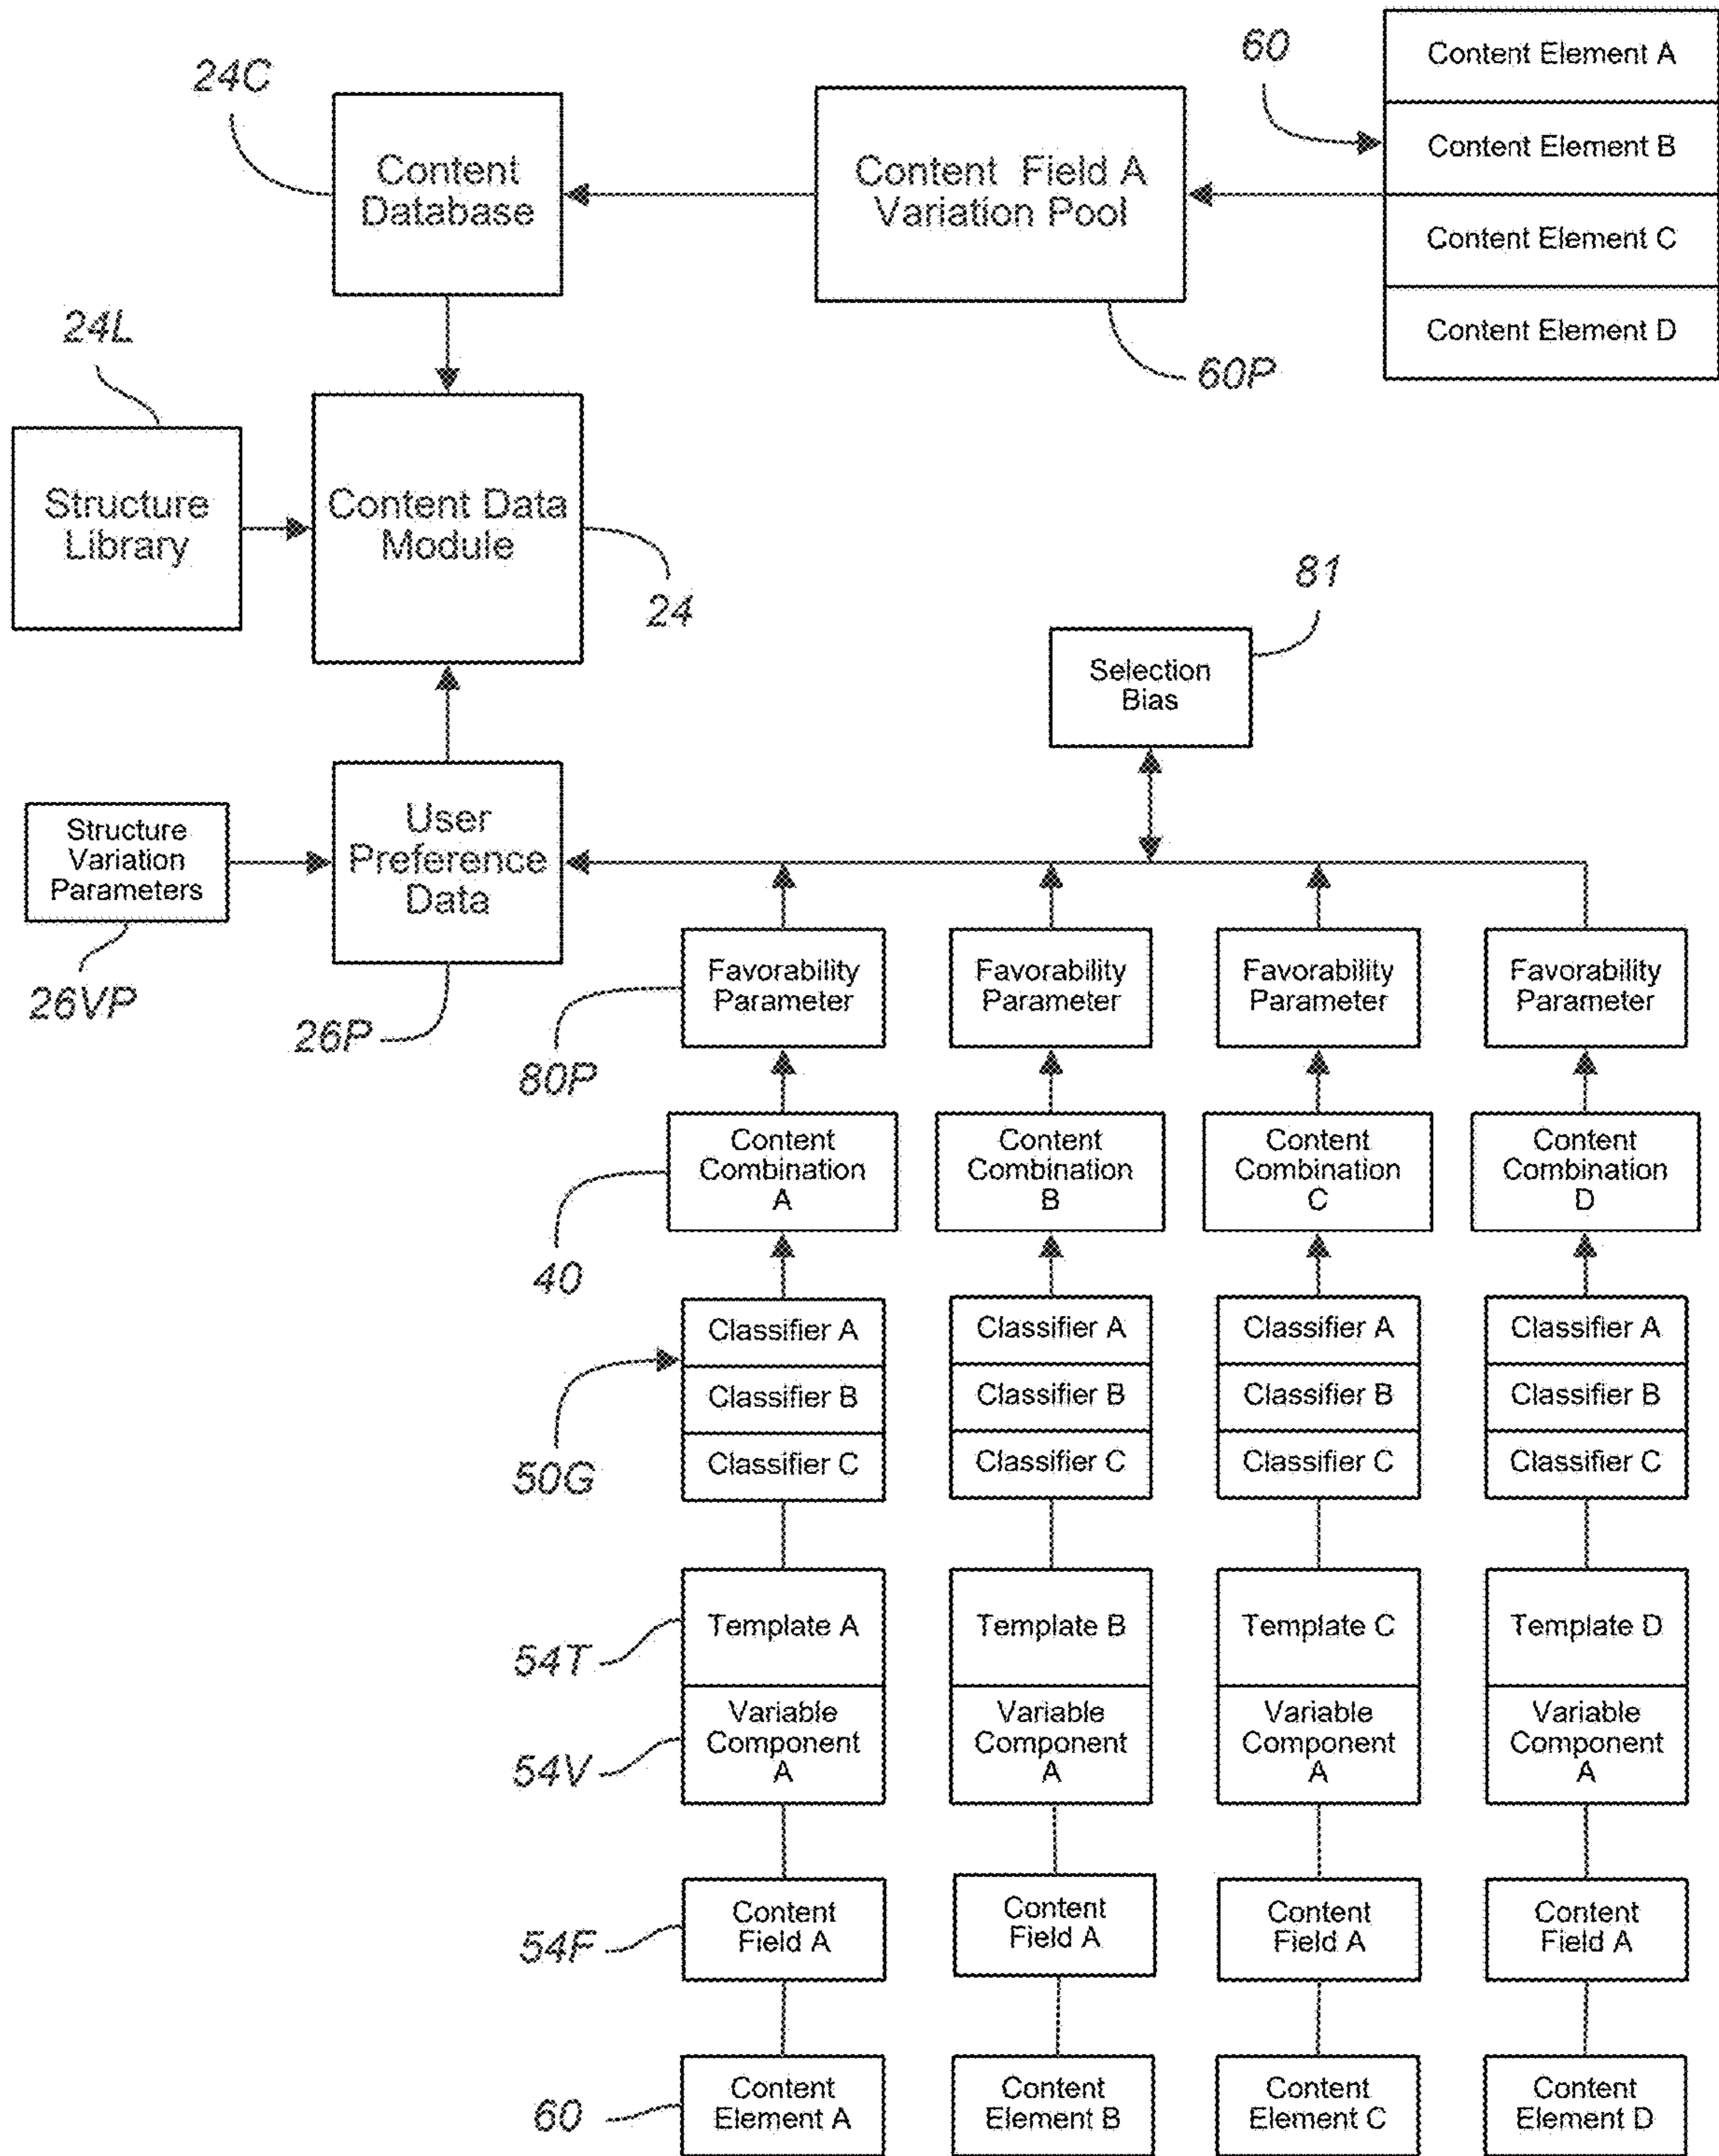 60
Content Element A
24C
Content
Database
Content Field A
Variation Pool
Content Element B
Content Element C
Content Element D
60P
24L
Structure
Library
Content Data
Module
24
81
Selection
Bias
Structure
Variation
Parameters
User
Preference
Data
26VP
26P
80P
Favorability
Parameter
Favorability
Parameter
Favorability
Parameter
Favorability
Parameter
40
Content
Combination
A
Content
Combination
B
Content
Combination
C
Content
Combination
D
50G
Classifier A
Classifier B
Classifier C
Classifier A
Classifier B
Classifier C
Classifier A
Classifier B
Classifier C
Classifier A
Classifier B
Classifier C
54T
Template A
Template B
Template C
Template D
54V
Variable
Component
A
Variable
Component
A
Variable
Component
A
Variable
Component
A
54F
Content
Field A
Content
Field A
Content
Field A
Content
Field A
60
Content
Element A
Content
Element B
Content
Element C
Content
Element D